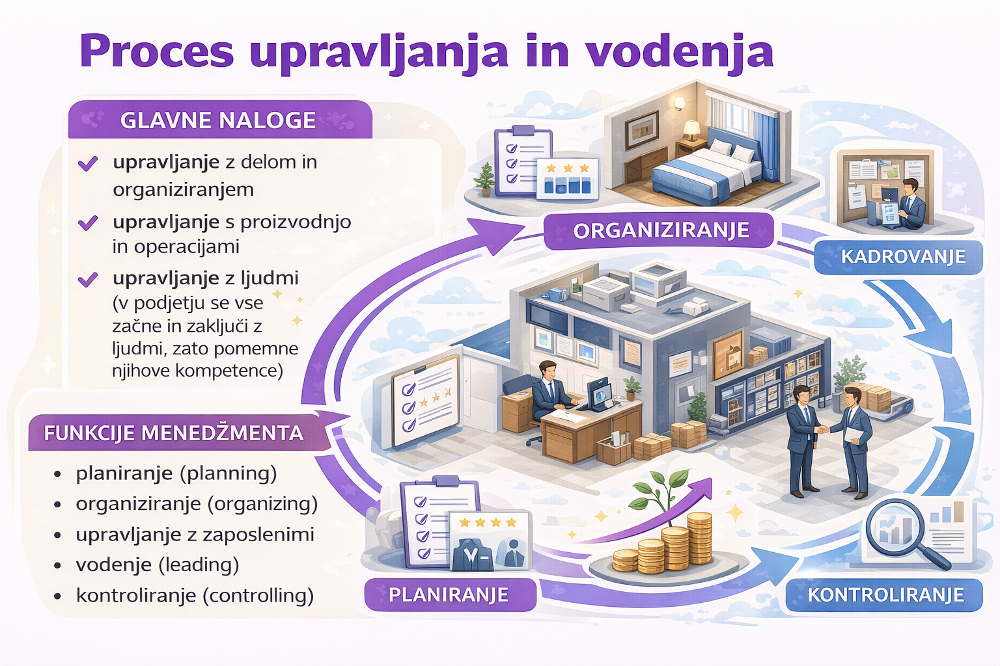 Proces upravljanja in vodenja
GLAVNE NALOGE
upravljanje z delom in
organiziranjem
upravljanje s proizvodnjo
in operacijami
upravljanje z ljudmi
(v podjetju se vse
začne in zaključi z
ljudmi, zato pomemne
njihove kompetence)
FUNKCIJE MENEDŽMENTA
• planiranje (planning)
• organiziranje (organizing)
• upravljanje z zaposlenimi
• vodenje (leading)
• kontroliranje (controlling)
ORGANIZIRANJE
KADROVANJE
PLANIRANJE
KONTROLIRANJE